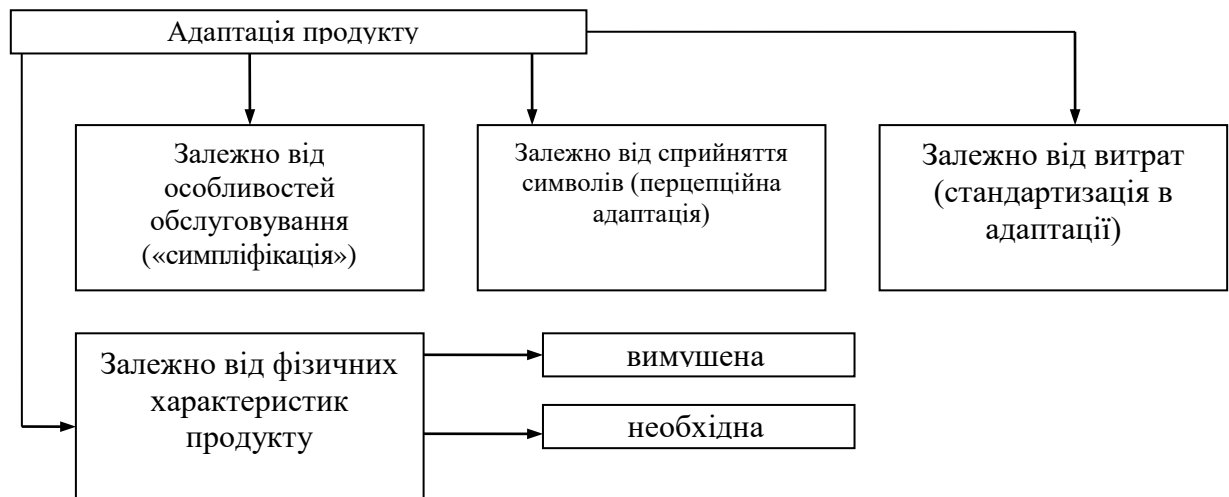 Адаптація продукту
Залежно від
особливостей
обслуговування
(«симпліфікація»)
Залежно від сприйняття
символів (перцепційна
адаптація)
Залежно від витрат
(стандартизація в
адаптації)
Залежно від фізичних
характеристик
продукту
вимушена
необхідна